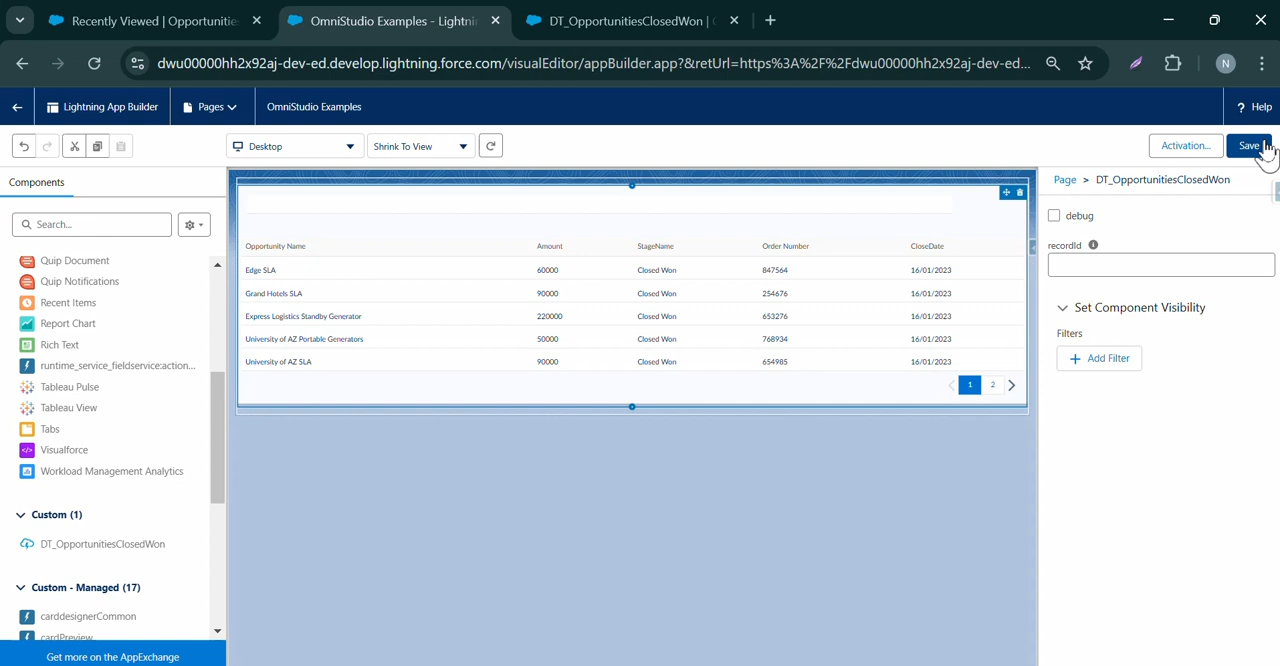 Recently Viewed | Opportunitie
OmniStudio Examples - Lightni
DT_OpportunitiesClosedWon |
dwu00000hh2x92aj-dev-ed.develop.lightning.force.com/visualEditor/appBuilder.app?&retUrl=https%3A%2F%2Fdwu00000hh2x92aj-dev-ed...
N
Lightning App Builder
Pages
OmniStudio Examples
? Help
Desktop
Shrink To View
Activation...
Save
Components
Search...
Quip Document
Quip Notifications
Recent Items
Report Chart
Rich Text
runtime_service_fieldservice:action...
Tableau Pulse
Tableau View
Tabs
Visualforce
Workload Management Analytics
Custom (1)
DT_OpportunitiesClosedWon
Custom - Managed (17)
carddesignerCommon
cardPreview
Get more on the AppExchange
Opportunity Name Amount StageName Order Number CloseDate
Edge SLA 60000 Closed Won 847564 16/01/2023
Grand Hotels SLA 90000 Closed Won 254676 16/01/2023
Express Logistics Standby Generator 220000 Closed Won 653276 16/01/2023
University of AZ Portable Generators 50000 Closed Won 768934 16/01/2023
University of AZ SLA 90000 Closed Won 654985 16/01/2023
1 2
Page > DT_OpportunitiesClosedWon
debug
recordId
Set Component Visibility
Filters
+ Add Filter